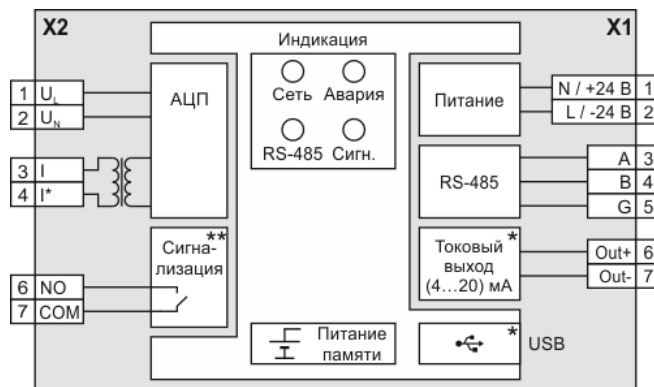 X2
X1
Индикация
Сеть Авария
RS-485 Сигн.
1 U_L
2 U_N
3 I
4 I*
6 NO
7 COM
АЦП
**
Сигна-
лизация
Питание
RS-485
*
Токовый
выход
(4...20) мА
N / +24 В 1
L / -24 В 2
A 3
B 4
G 5
Out+ 6
Out- 7
Питание
памяти
*
USB